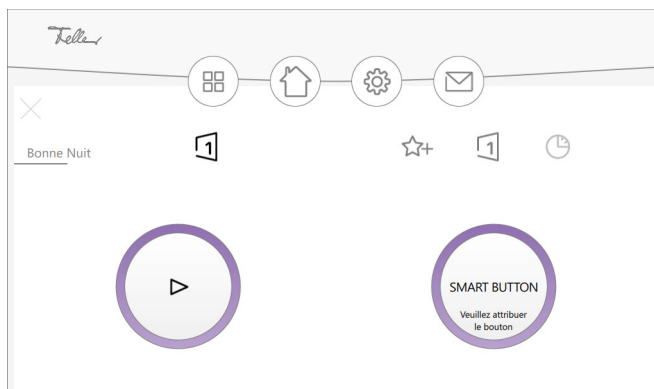 Feller
Bonne Nuit
1
1
SMART BUTTON
Veuillez attribuer
le bouton